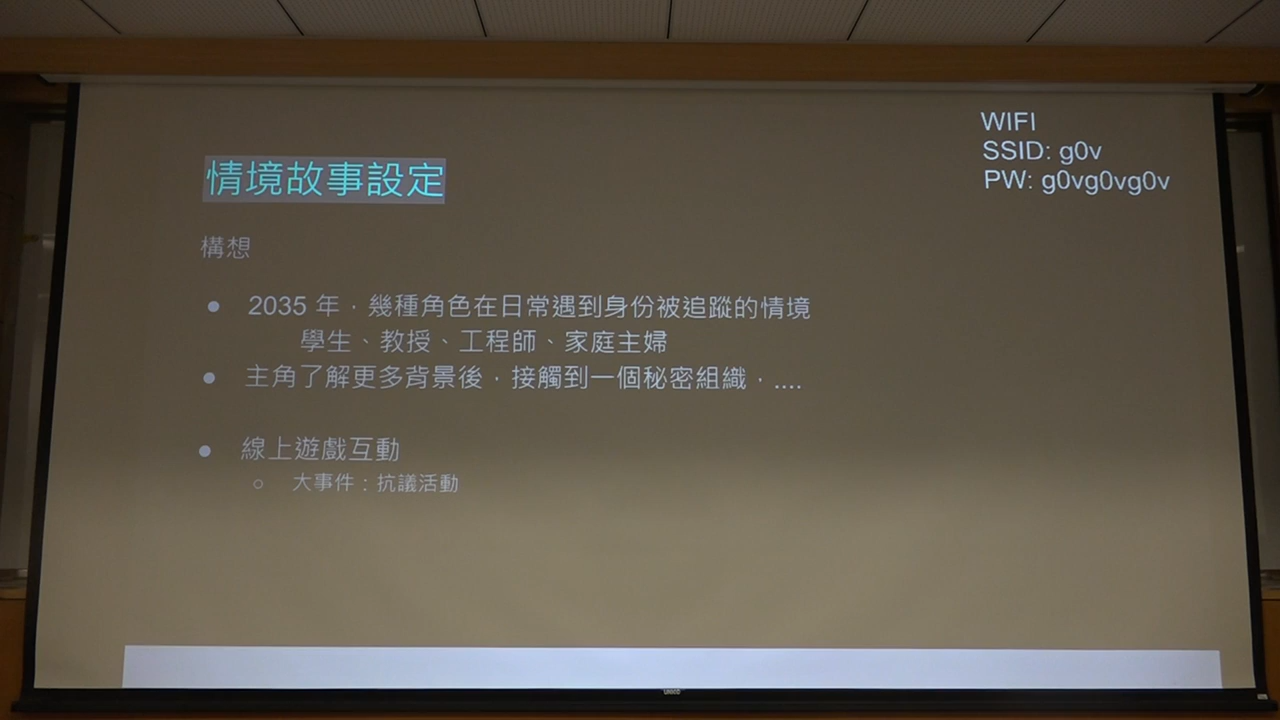 WIFI
SSID: g0v
PW: g0vg0vg0v
情境故事設定
構想
● 2035 年，幾種角色在日常遇到身份被追蹤的情境
學生、教授、工程師、家庭主婦
● 主角了解更多背景後，接觸到一個秘密組織，....
● 線上遊戲互動
○ 大事件：抗議活動